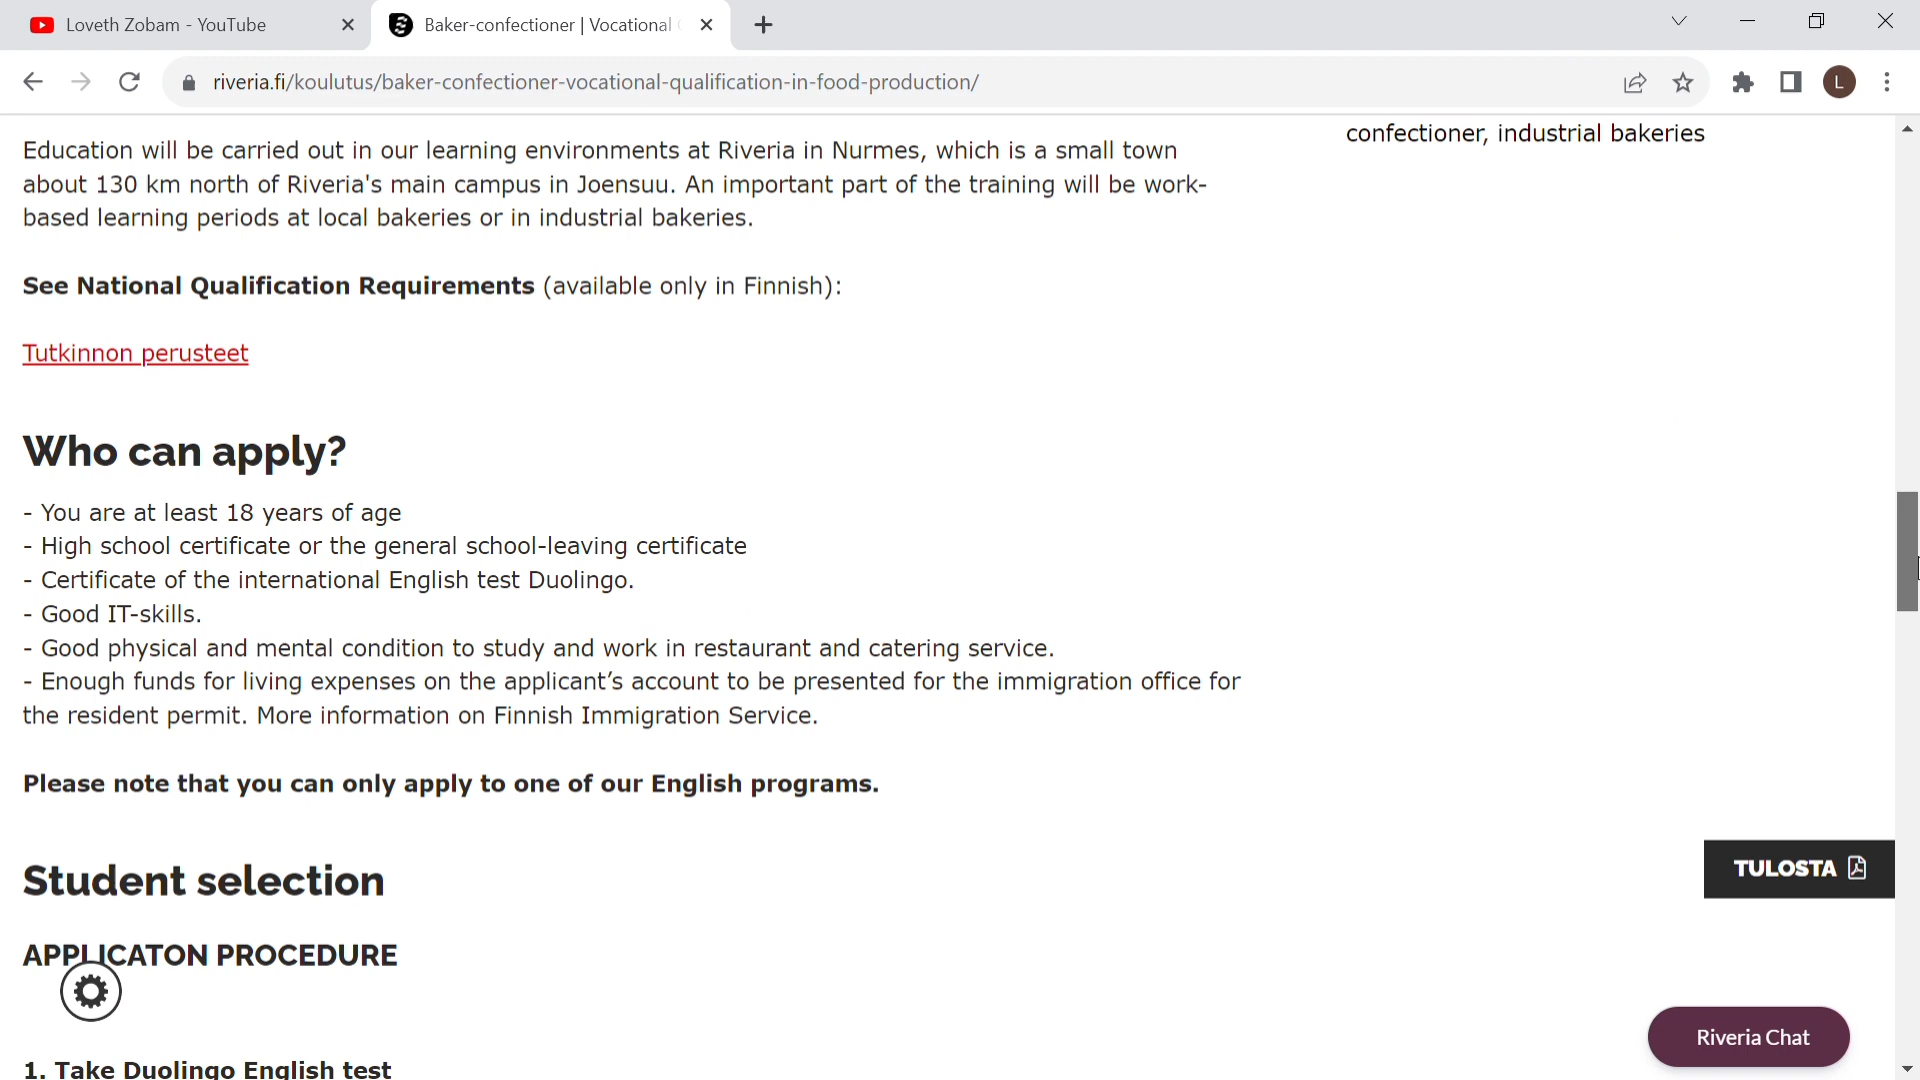 Loveth Zobam - YouTube
Baker-confectioner | Vocational
riveria.fi/koulutus/baker-confectioner-vocational-qualification-in-food-production/
L
confectioner, industrial bakeries
Education will be carried out in our learning environments at Riveria in Nurmes, which is a small town
about 130 km north of Riveria's main campus in Joensuu. An important part of the training will be work-
based learning periods at local bakeries or in industrial bakeries.
See National Qualification Requirements (available only in Finnish):
Tutkinnon perusteet
Who can apply?
- You are at least 18 years of age
- High school certificate or the general school-leaving certificate
- Certificate of the international English test Duolingo.
- Good IT-skills.
- Good physical and mental condition to study and work in restaurant and catering service.
- Enough funds for living expenses on the applicant’s account to be presented for the immigration office for
the resident permit. More information on Finnish Immigration Service.
Please note that you can only apply to one of our English programs.
Student selection
TULOSTA
APPLICATON PROCEDURE
Riveria Chat
1. Take Duolingo English test